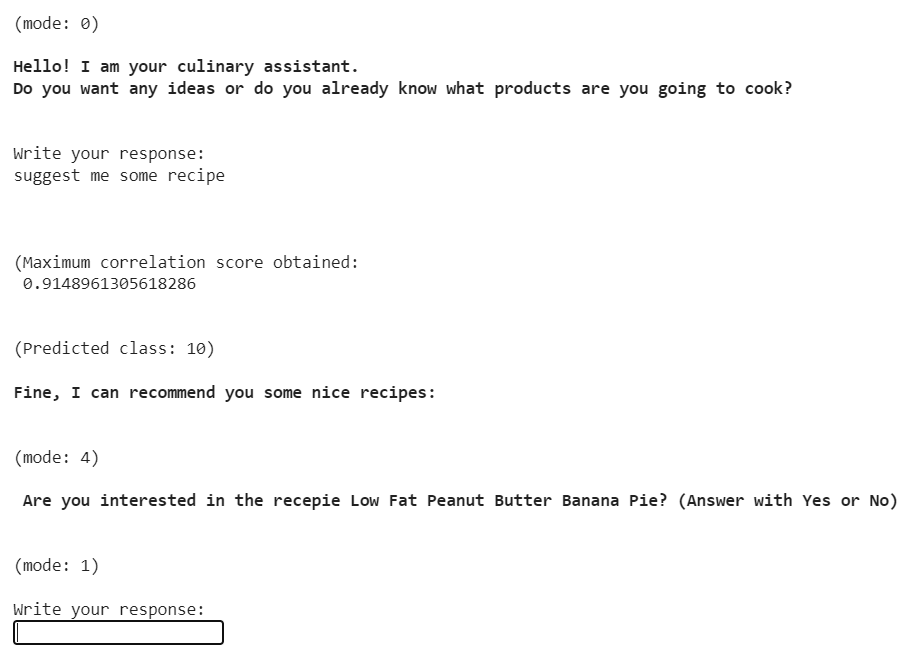 (mode: 0)
Hello! I am your culinary assistant.
Do you want any ideas or do you already know what products are you going to cook?
Write your response:
suggest me some recipe
(Maximum correlation score obtained:
0.9148961305618286
(Predicted class: 10)
Fine, I can recommend you some nice recipes:
(mode: 4)
Are you interested in the recepie Low Fat Peanut Butter Banana Pie? (Answer with Yes or No)
(mode: 1)
Write your response: